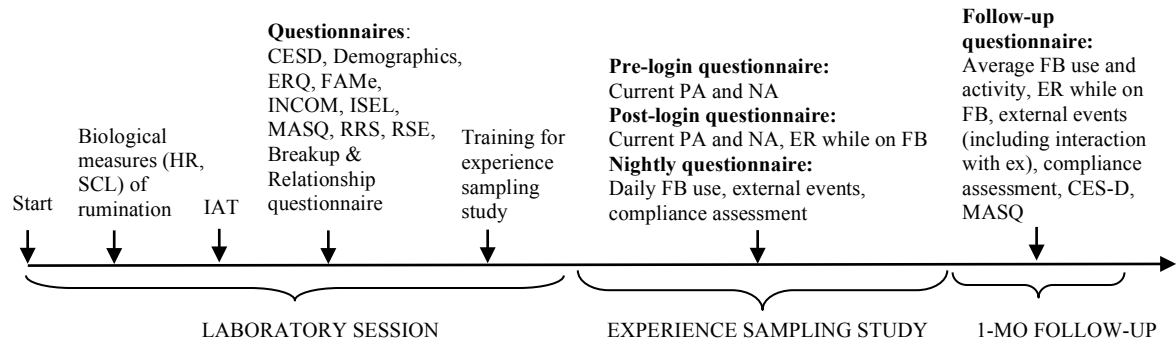 Start
Biological
measures (HR,
SCL) of
rumination
IAT
Questionnaires:
CESD, Demographics,
ERQ, FAMe,
INCOM, ISEL,
MASQ, RRS, RSE,
Breakup &
Relationship
questionnaire
Training for
experience
sampling
study
Pre-login questionnaire:
Current PA and NA
Post-login questionnaire:
Current PA and NA, ER while on FB
Nightly questionnaire:
Daily FB use, external events,
compliance assessment
Follow-up
questionnaire:
Average FB use and
activity, ER while on
FB, external events
(including interaction
with ex), compliance
assessment, CES-D,
MASQ
LABORATORY SESSION
EXPERIENCE SAMPLING STUDY
1-MO FOLLOW-UP